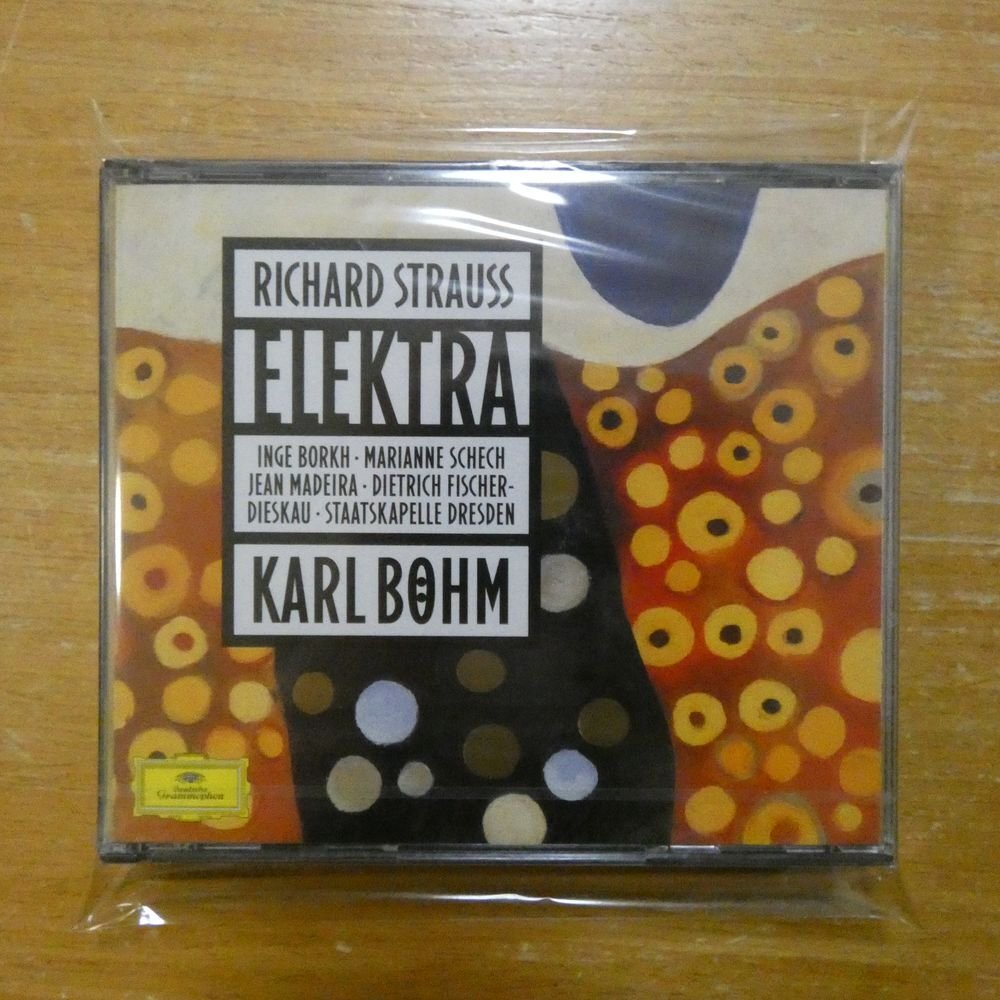 RICHARD STRAUSS
ELEKTRA
INGE BORKH · MARIANNE SCHECH
JEAN MADEIRA · DIETRICH FISCHER-
DIESKAU · STAATSKAPELLE DRESDEN
KARL BÖHM
Deutsche
Grammophon